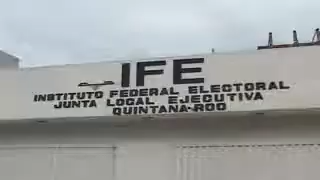 IFE
INSTITUTO FEDERAL ELECTORAL
JUNTA LOCAL EJECUTIVA
QUINTANA-ROO